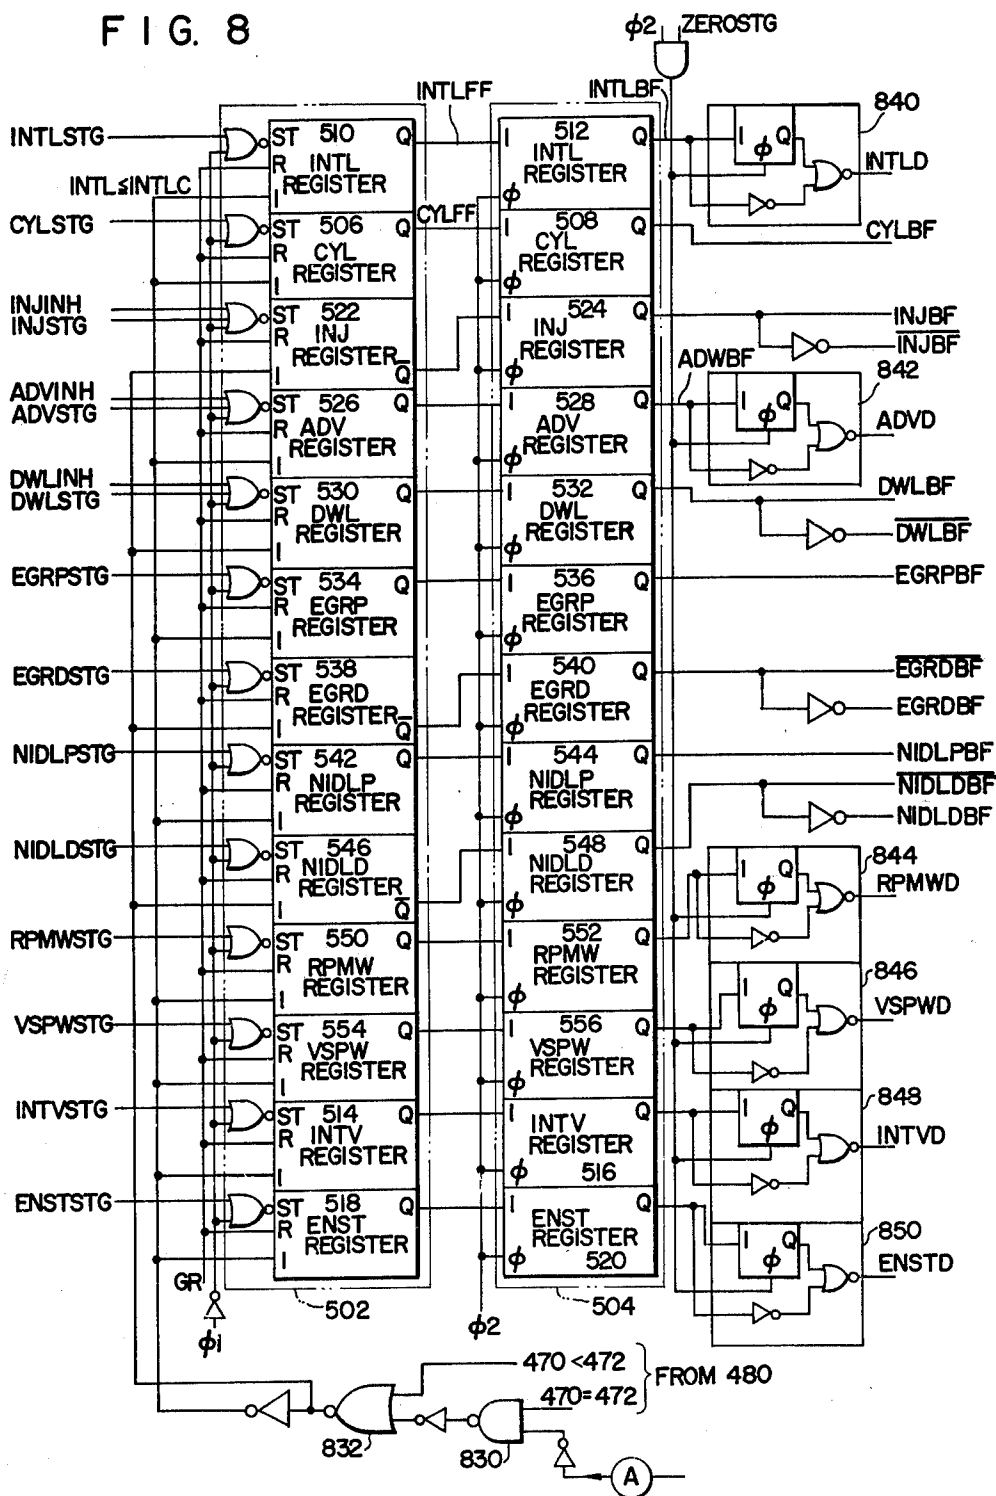 FIG. 8
φ2 ZEROSTG
INTLFF
INTLBF
840
INTLSTG
ST 510 Q
R INTL
REGISTER
I
I 512 Q
INTL
REGISTER
φ
I Q
φ
INTLD
INTL≦INTLC
CYLSTG
CYLFF
ST 506 Q
R CYL
REGISTER
I
I 508 Q
CYL
REGISTER
φ
CYLBF
INJINH
INJSTG
ST 522
R INJ
REGISTER
I Q̅
I 524 Q
INJ
REGISTER
φ
INJBF
I̅N̅J̅B̅F̅
ADWBF
842
ADVINH
ADVSTG
ST 526 Q
R ADV
REGISTER
I
I 528 Q
ADV
REGISTER
φ
I Q
φ
ADVD
DWLINH
DWLSTG
ST 530 Q
R DWL
REGISTER
I
I 532 Q
DWL
REGISTER
φ
DWLBF
D̅W̅L̅B̅F̅
EGRPSTG
ST 534 Q
R EGRP
REGISTER
I
I 536 Q
EGRP
REGISTER
φ
EGRPBF
EGRDSTG
ST 538
R EGRD
REGISTER
I Q̅
I 540 Q
EGRD
REGISTER
φ
E̅G̅R̅D̅B̅F̅
EGRDBF
NIDLPSTG
ST 542 Q
R NIDLP
REGISTER
I
I 544 Q
NIDLP
REGISTER
φ
NIDLPBF
N̅I̅D̅L̅D̅B̅F̅
NIDLDBF
NIDLDSTG
ST 546
R NIDLD
REGISTER
I Q̅
I 548 Q
NIDLD
REGISTER
φ
844
I Q
φ
RPMWD
RPMWSTG
ST 550 Q
R RPMW
REGISTER
I
I 552 Q
RPMW
REGISTER
φ
846
I Q
φ
VSPWD
VSPWSTG
ST 554 Q
R VSPW
REGISTER
I
I 556 Q
VSPW
REGISTER
φ
848
I Q
φ
INTVD
INTVSTG
ST 514 Q
R INTV
REGISTER
I
I INTV Q
REGISTER
φ 516
850
I Q
φ
ENSTD
ENSTSTG
ST 518 Q
R ENST
REGISTER
I
I ENST Q
REGISTER
φ 520
GR
502
504
φ1
φ2
470<472
470=472
FROM 480
832
830
A